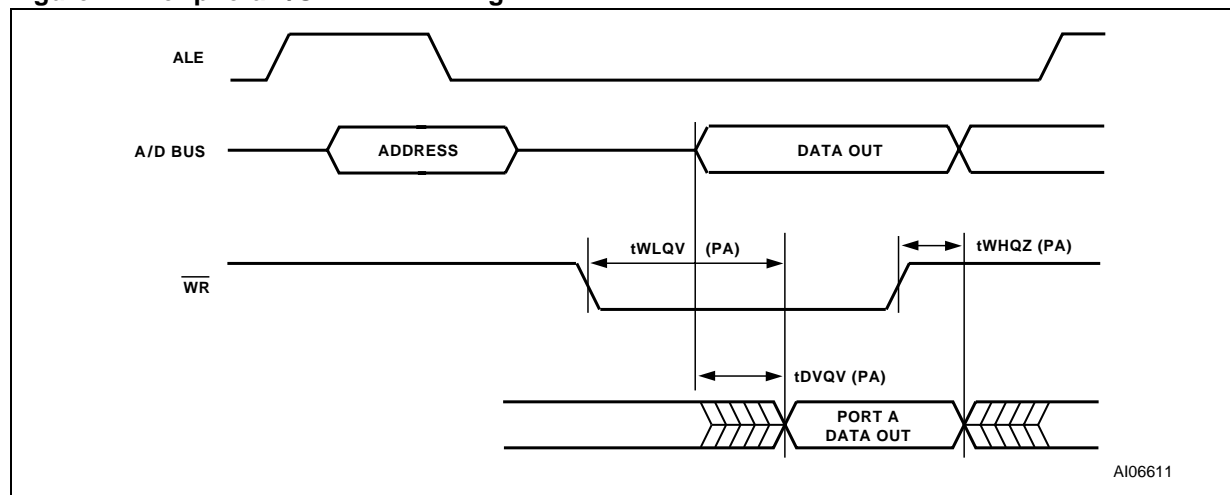 ALE
A/D BUS
ADDRESS
DATA OUT
tWLQV (PA)
tWHQZ (PA)
WR
tDVQV (PA)
PORT A
DATA OUT
AI06611